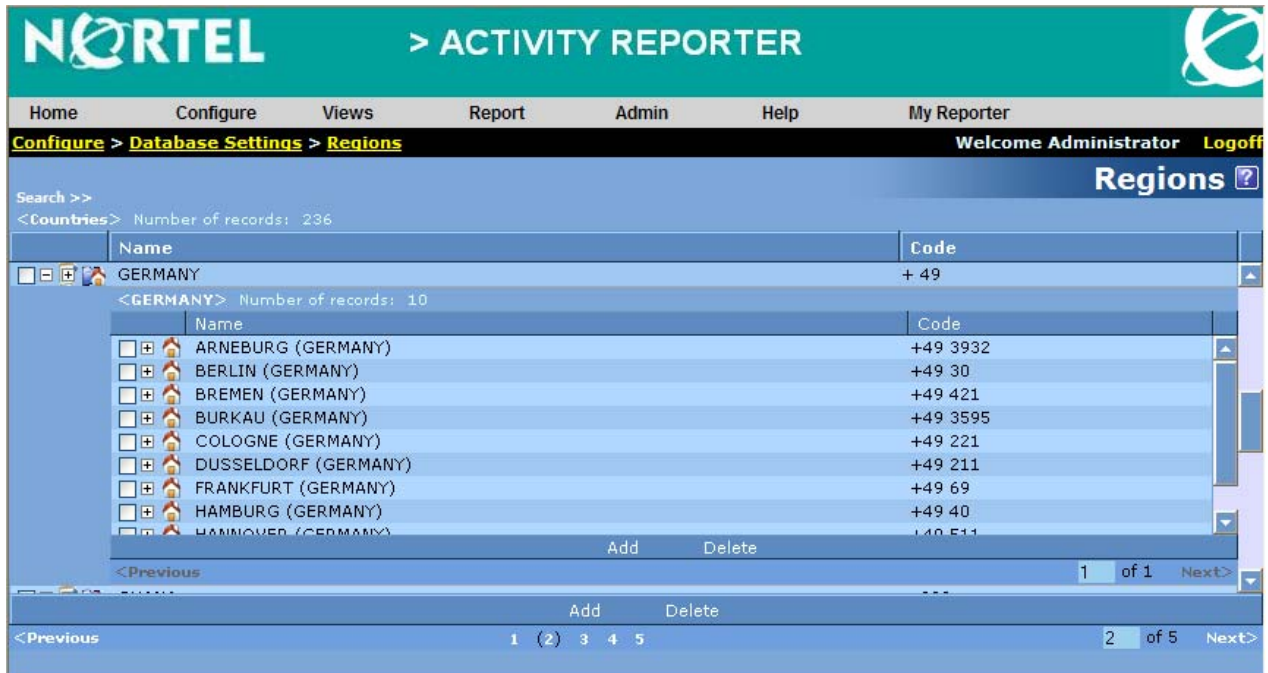 NORTEL > ACTIVITY REPORTER
Home Configure Views Report Admin Help My Reporter
Configure > Database Settings > Regions Welcome Administrator Logoff
Regions ?
Search >>
<Countries> Number of records: 236
Name Code
GERMANY + 49
<GERMANY> Number of records: 10
Name Code
ARNEBURG (GERMANY) +49 3932
BERLIN (GERMANY) +49 30
BREMEN (GERMANY) +49 421
BURKAU (GERMANY) +49 3595
COLOGNE (GERMANY) +49 221
DUSSELDORF (GERMANY) +49 211
FRANKFURT (GERMANY) +49 69
HAMBURG (GERMANY) +49 40
HANNOVER (GERMANY) +49 511
Add Delete
<Previous 1 of 1 Next>
Add Delete
<Previous 1 (2) 3 4 5 2 of 5 Next>